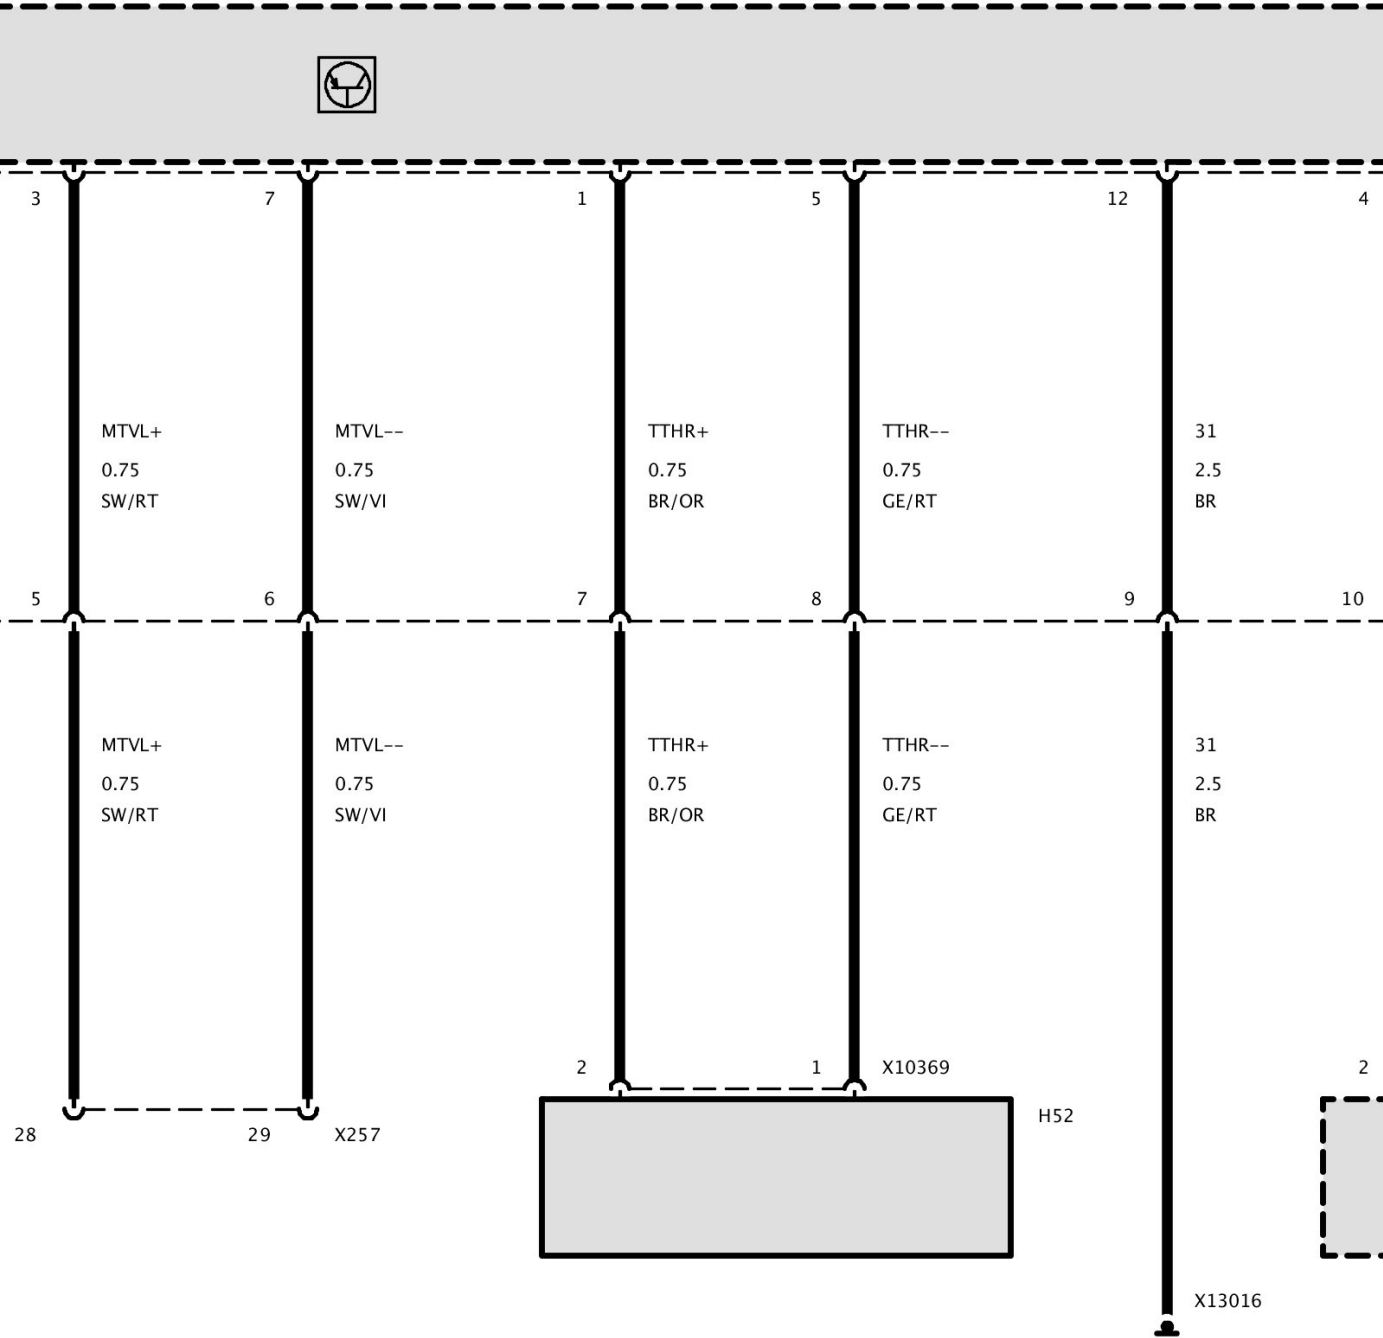 3 7 1 5 12 4
MTVL+ MTVL-- TTHR+ TTHR-- 31
0.75 0.75 0.75 0.75 2.5
SW/RT SW/VI BR/OR GE/RT BR
5 6 7 8 9 10
MTVL+ MTVL-- TTHR+ TTHR-- 31
0.75 0.75 0.75 0.75 2.5
SW/RT SW/VI BR/OR GE/RT BR
2 1 X10369 2
H52
28 29 X257
X13016